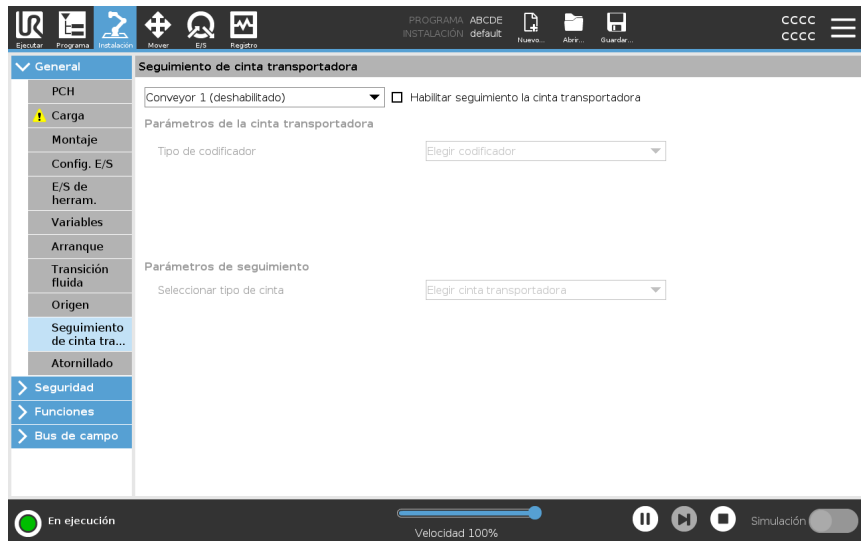 UR
PROGRAMA ABCDE
INSTALACIÓN default
CCCC
CCCC
Ejecutar Programa Instalación Mover E/S Registro Nuevo... Abrir... Guardar...
General
Seguimiento de cinta transportadora
PCH
Conveyor 1 (deshabilitado) Habilitar seguimiento la cinta transportadora
Carga
Parámetros de la cinta transportadora
Montaje
Tipo de codificador Elegir codificador
Config. E/S
E/S de
herram.
Variables
Arranque
Transición
fluida
Parámetros de seguimiento
Seleccionar tipo de cinta Elegir cinta transportadora
Origen
Seguimiento
de cinta tra...
Atornillado
Seguridad
Funciones
Bus de campo
En ejecución
Velocidad 100%
Simulación